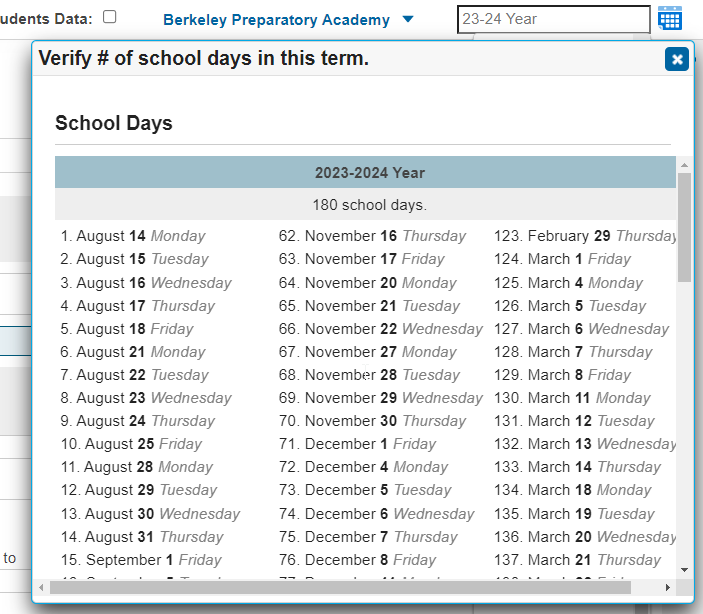 udents Data:
Berkeley Preparatory Academy
23-24 Year
Verify # of school days in this term.
School Days
2023-2024 Year
180 school days.
1. August 14 Monday
2. August 15 Tuesday
3. August 16 Wednesday
4. August 17 Thursday
5. August 18 Friday
6. August 21 Monday
7. August 22 Tuesday
8. August 23 Wednesday
9. August 24 Thursday
10. August 25 Friday
11. August 28 Monday
12. August 29 Tuesday
13. August 30 Wednesday
14. August 31 Thursday
15. September 1 Friday
62. November 16 Thursday
63. November 17 Friday
64. November 20 Monday
65. November 21 Tuesday
66. November 22 Wednesday
67. November 27 Monday
68. November 28 Tuesday
69. November 29 Wednesday
70. November 30 Thursday
71. December 1 Friday
72. December 4 Monday
73. December 5 Tuesday
74. December 6 Wednesday
75. December 7 Thursday
76. December 8 Friday
123. February 29 Thursday
124. March 1 Friday
125. March 4 Monday
126. March 5 Tuesday
127. March 6 Wednesday
128. March 7 Thursday
129. March 8 Friday
130. March 11 Monday
131. March 12 Tuesday
132. March 13 Wednesday
133. March 14 Thursday
134. March 18 Monday
135. March 19 Tuesday
136. March 20 Wednesday
137. March 21 Thursday
to